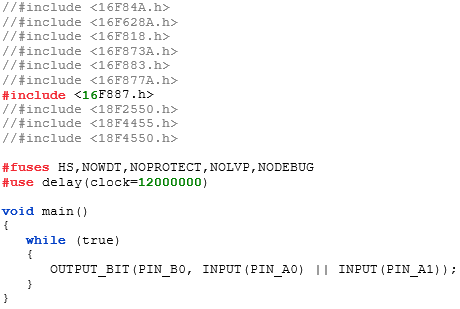 //#include <16F84A.h>
//#include <16F628A.h>
//#include <16F818.h>
//#include <16F873A.h>
//#include <16F883.h>
//#include <16F877A.h>
#include <16F887.h>
//#include <18F2550.h>
//#include <18F4455.h>
//#include <18F4550.h>

#fuses HS,NOWDT,NOPROTECT,NOLVP,NODEBUG
#use delay(clock=12000000)

void main()
{
   while (true)
   {
      OUTPUT_BIT(PIN_B0, INPUT(PIN_A0) || INPUT(PIN_A1));
   }
}